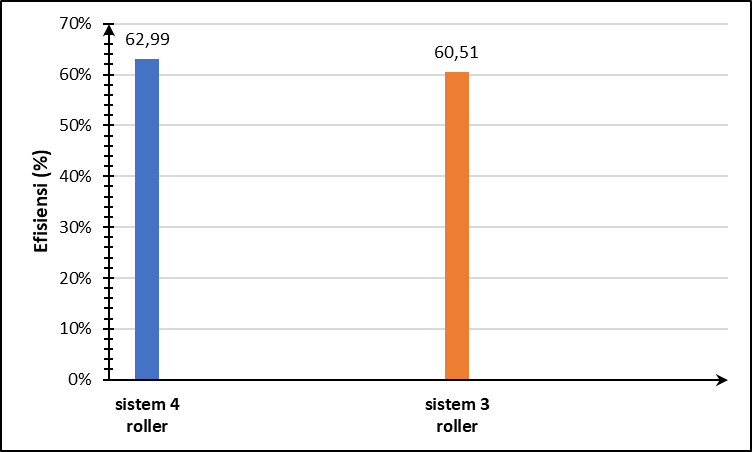 70%
60%
50%
40%
30%
20%
10%
0%
Efisiensi (%)
62,99
60,51
sistem 4
roller
sistem 3
roller